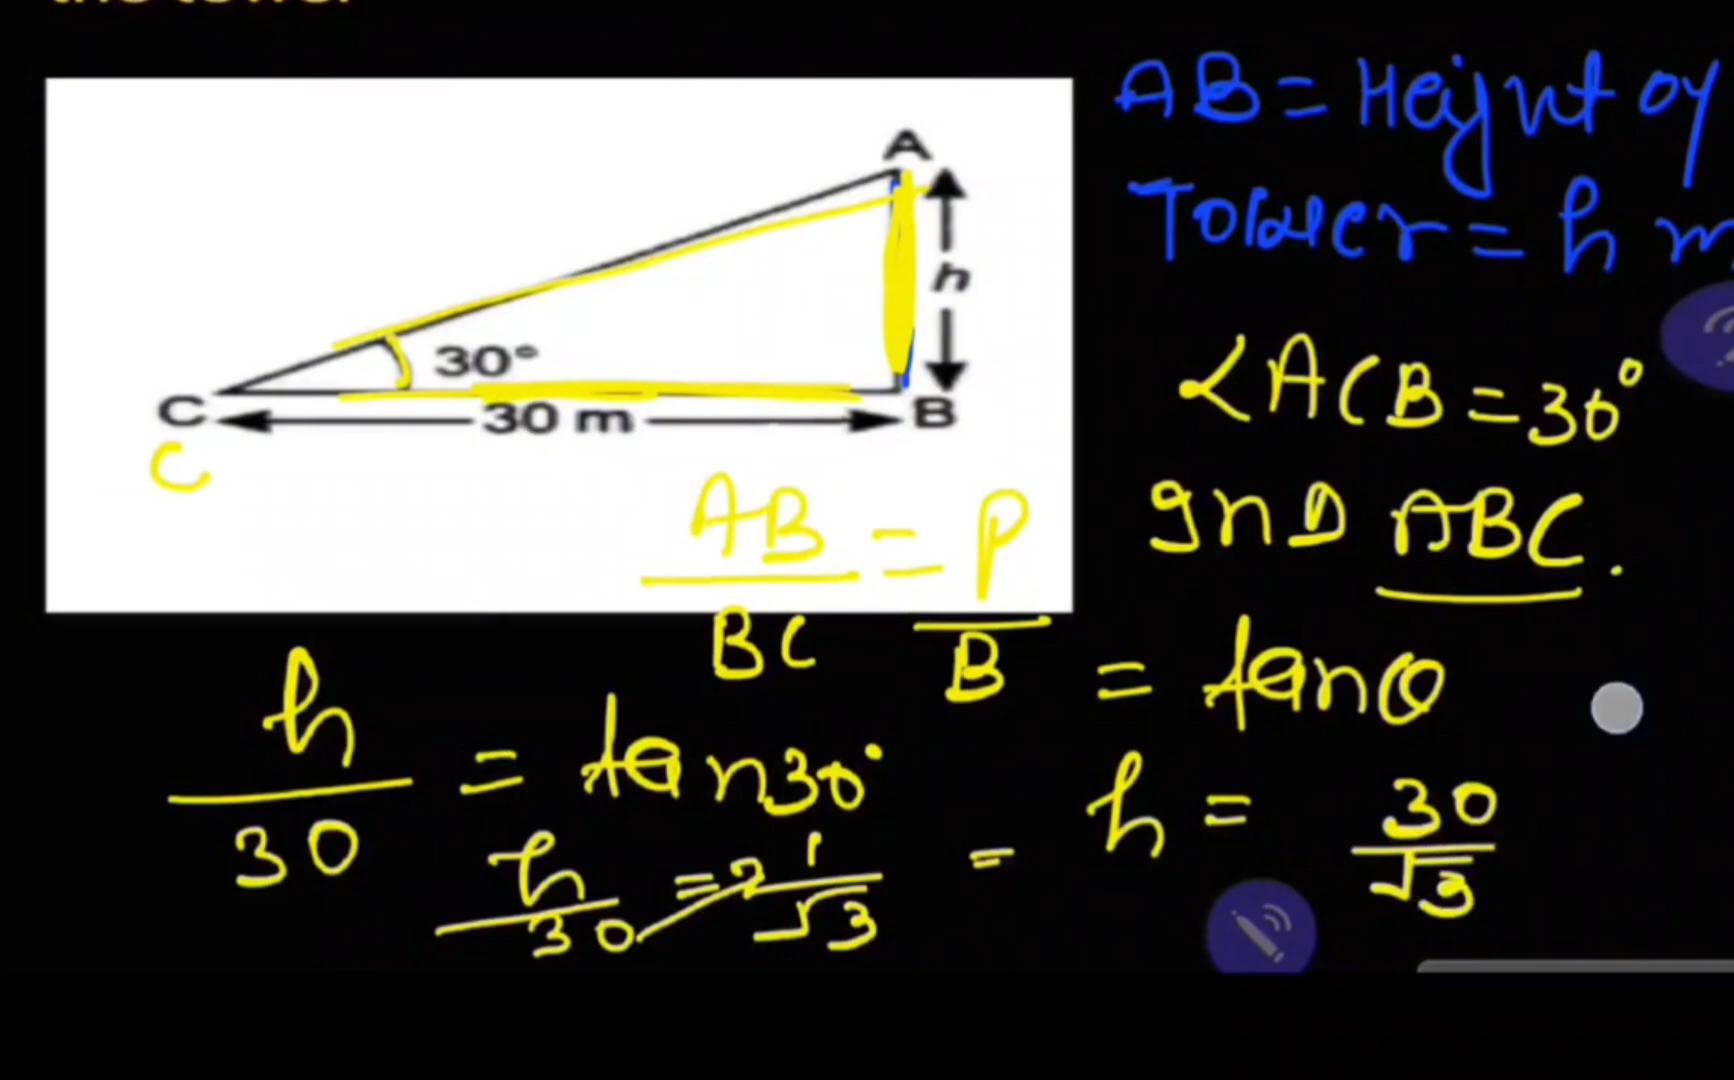 A
h
30°
C 30 m B
C
AB = Height of
Tower = h m
∠ACB = 30°
In Δ ABC.
AB/BC = P/B = tanθ
h/30 = tan30°
h/30 = 1/√3 = h = 30/√3